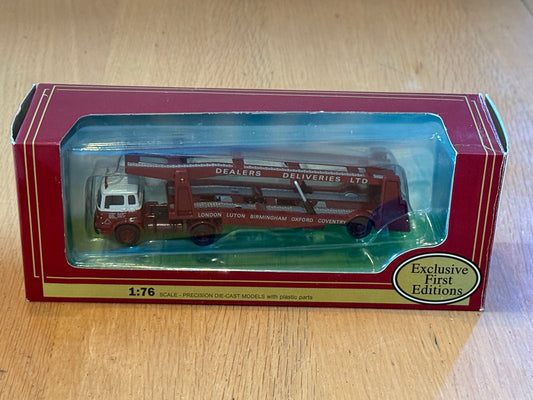 DEALERS DELIVERIES LTD
LONDON LUTON BIRMINGHAM OXFORD COVENTRY
1:76 SCALE - PRECISION DIE-CAST MODELS with plastic parts
Exclusive
First
Editions